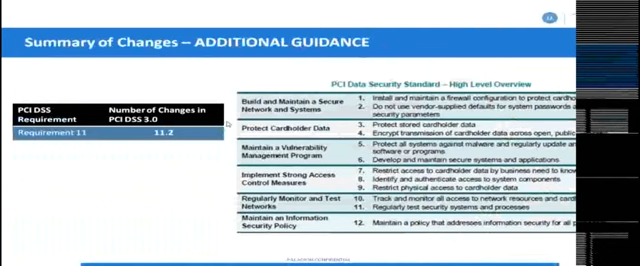 Summary of Changes – ADDITIONAL GUIDANCE
PCI Data Security Standard – High Level Overview
PCI DSS Requirement
Number of Changes in PCI DSS 3.0
Requirement 11
11.2
Build and Maintain a Secure Network and Systems
1. Install and maintain a firewall configuration to protect cardho
2. Do not use vendor-supplied defaults for system passwords a
security parameters
Protect Cardholder Data
3. Protect stored cardholder data
4. Encrypt transmission of cardholder data across open, public
Maintain a Vulnerability Management Program
5. Protect all systems against malware and regularly update an
software or programs
6. Develop and maintain secure systems and applications
Implement Strong Access Control Measures
7. Restrict access to cardholder data by business need to know
8. Identify and authenticate access to system components
9. Restrict physical access to cardholder data
Regularly Monitor and Test Networks
10. Track and monitor all access to network resources and card
11. Regularly test security systems and processes
Maintain an Information Security Policy
12. Maintain a policy that addresses information security for all p